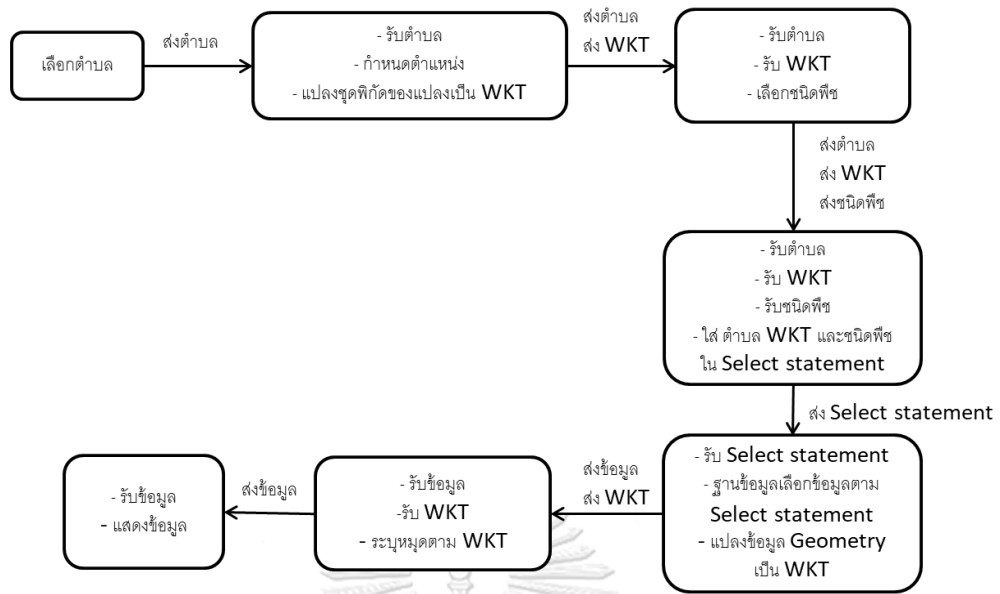 เลือกตำบล
ส่งตำบล
- รับตำบล
- กำหนดตำแหน่ง
- แปลงชุดพิกัดของแปลงเป็น WKT
ส่งตำบล
ส่ง WKT
- รับตำบล
- รับ WKT
- เลือกชนิดพืช
ส่งตำบล
ส่ง WKT
ส่งชนิดพืช
- รับตำบล
- รับ WKT
- รับชนิดพืช
- ใส่ ตำบล WKT และชนิดพืช
ใน Select statement
ส่ง Select statement
- รับ Select statement
- ฐานข้อมูลเลือกข้อมูลตาม
Select statement
- แปลงข้อมูล Geometry
เป็น WKT
ส่งข้อมูล
ส่ง WKT
- รับข้อมูล
-รับ WKT
- ระบุหมุดตาม WKT
ส่งข้อมูล
- รับข้อมูล
- แสดงข้อมูล